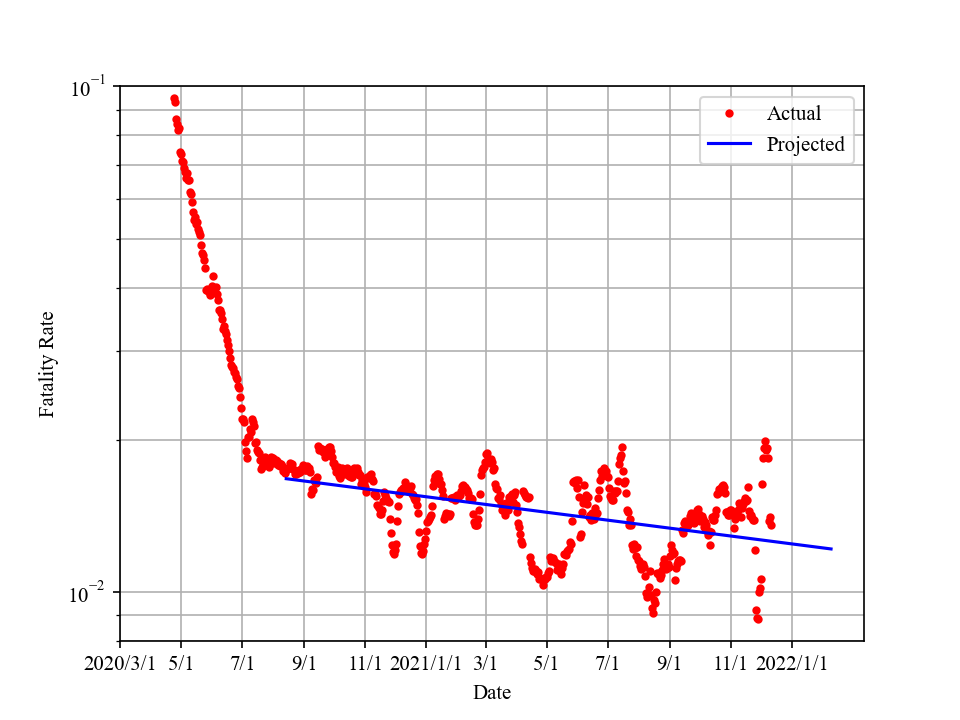 10⁻¹
Actual
Projected
Fatality Rate
10⁻²
2020/3/1 5/1 7/1 9/1 11/1 2021/1/1 3/1 5/1 7/1 9/1 11/1 2022/1/1
Date